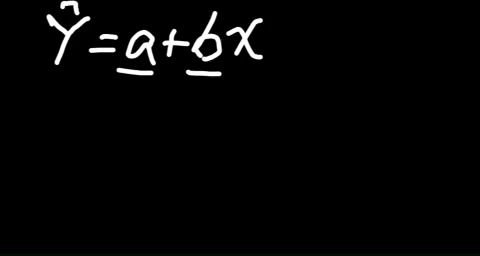 Ŷ = a + bx